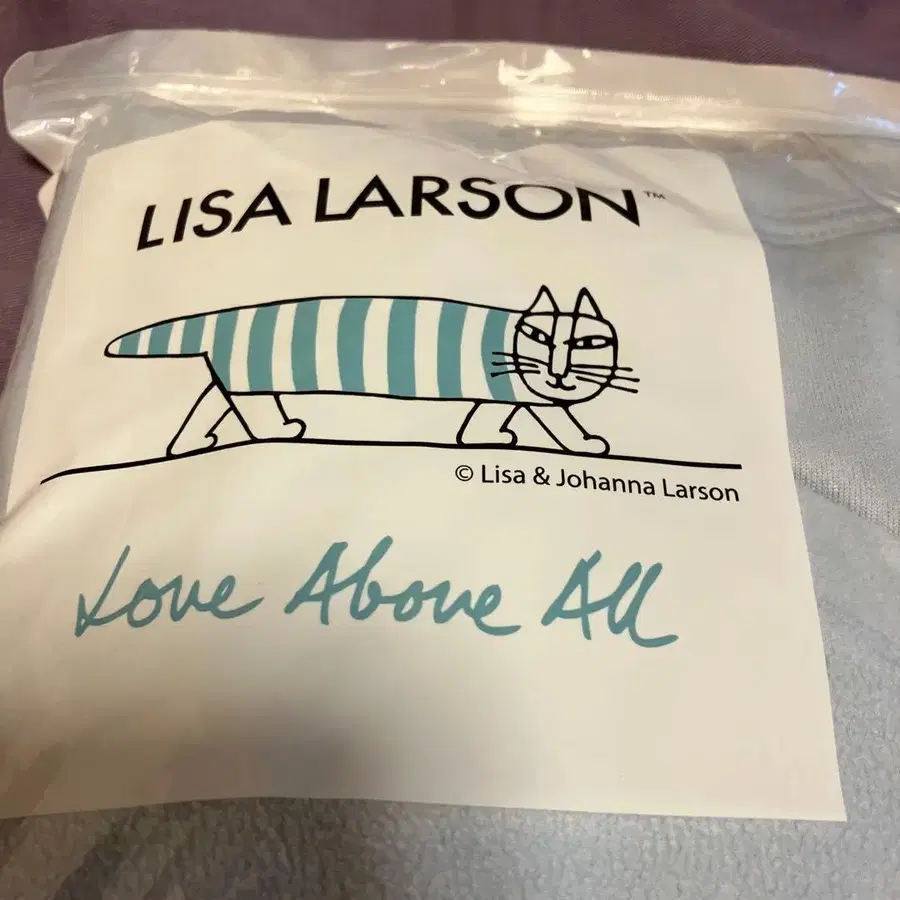 LISA LARSON™
© Lisa & Johanna Larson
Love Above All